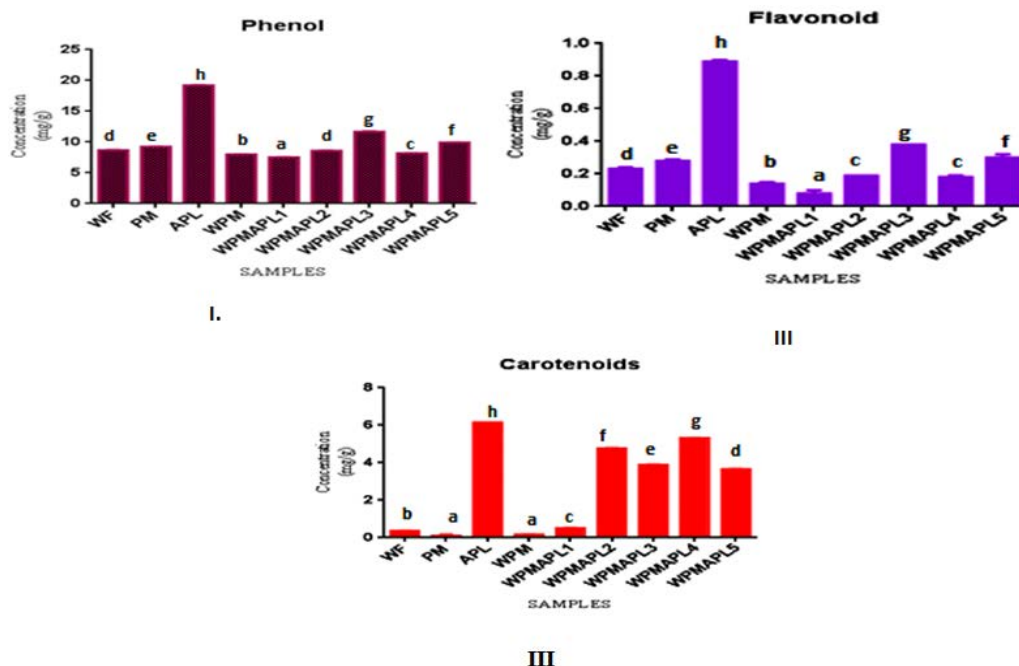 Phenol
Concentration
(mg/g)
25
20
15
10
5
0
d e h b a d g c f
WF PM APL WPM WPMAPL1 WPMAPL2 WPMAPL3 WPMAPL4 WPMAPL5
SAMPLES
I.
Flavonoid
Concentration
(mg/g)
1.0
0.8
0.6
0.4
0.2
0.0
d e h b a c g c f
WF PM APL WPM WPMAPL1 WPMAPL2 WPMAPL3 WPMAPL4 WPMAPL5
SAMPLES
III
Carotenoids
Concentration
(mg/g)
8
6
4
2
0
b a h a c f e g d
WF PM APL WPM WPMAPL1 WPMAPL2 WPMAPL3 WPMAPL4 WPMAPL5
SAMPLES
III